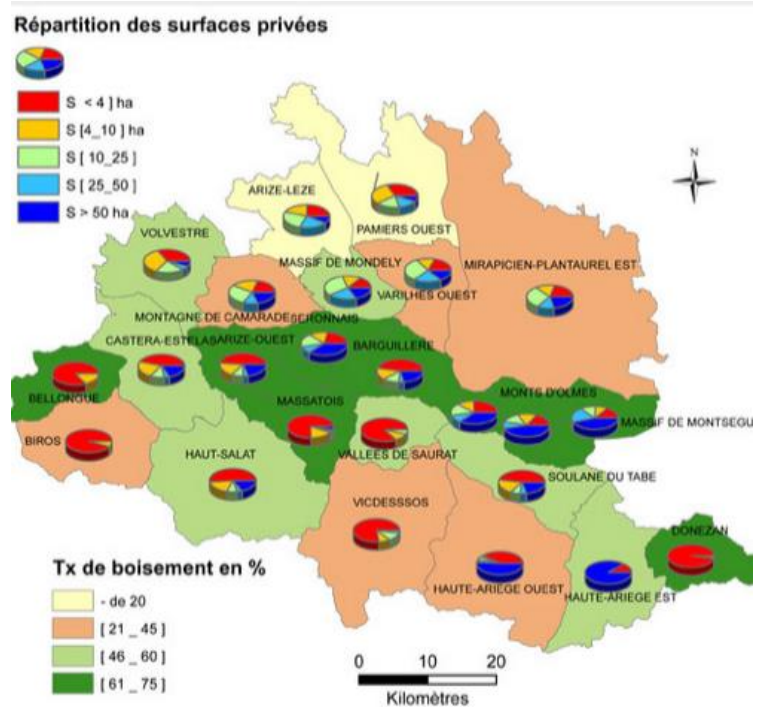 Répartition des surfaces privées
S < 4 ] ha
S [4_10 ] ha
S [ 10_25 ]
S [ 25_50 ]
S > 50 ha
N
ARIZE-LEZE
PAMIERS OUEST
VOLVESTRE
MASSIF DE MONDELY
MIRAPICIEN-PLANTAUREL EST
VARILHES OUEST
MONTAGNE DE CAMARADE
SERONNAIS
CASTERA-ESTELAS
ARIZE-OUEST
BARGUILLERE
BELLONGUE
MASSATOIS
MONTS D'OLMES
MASSIF DE MONTSEGU
BIROS
HAUT-SALAT
VALLEES DE SAURAT
SOULANE DU TABE
VICDESSSOS
DONEZAN
HAUTE-ARIEGE OUEST
HAUTE-ARIEGE EST
Tx de boisement en %
- de 20
[ 21 _ 45 ]
[ 46 _ 60 ]
[ 61 _ 75 ]
0 10 20
Kilomètres